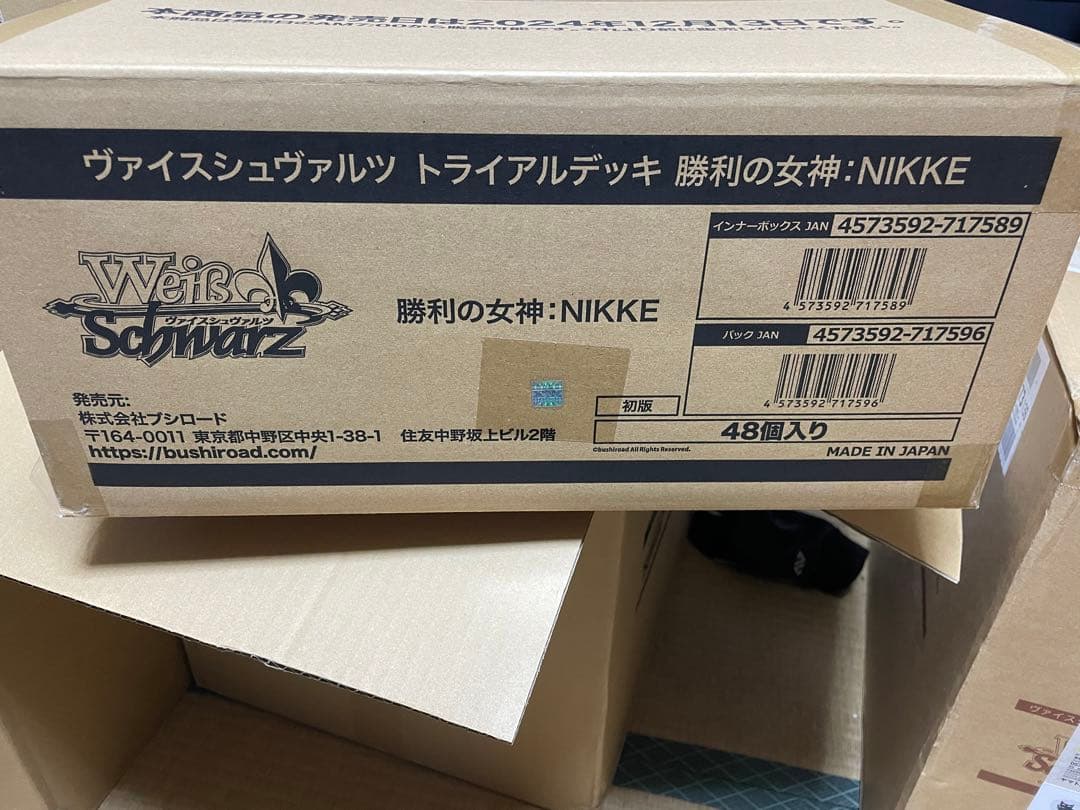 本商品の発売日は2024年12月13日です。
ヴァイスシュヴァルツ トライアルデッキ 勝利の女神：NIKKE
Weiß
ヴァイスシュヴァルツ
Schwarz
勝利の女神：NIKKE
インナーボックス JAN 4573592-717589
4 573592 717589
パック JAN 4573592-717596
4 573592 717596
初版
48個入り
発売元:
株式会社ブシロード
〒164-0011 東京都中野区中央1-38-1 住友中野坂上ビル2階
https://bushiroad.com/
©bushiroad All Rights Reserved.
MADE IN JAPAN